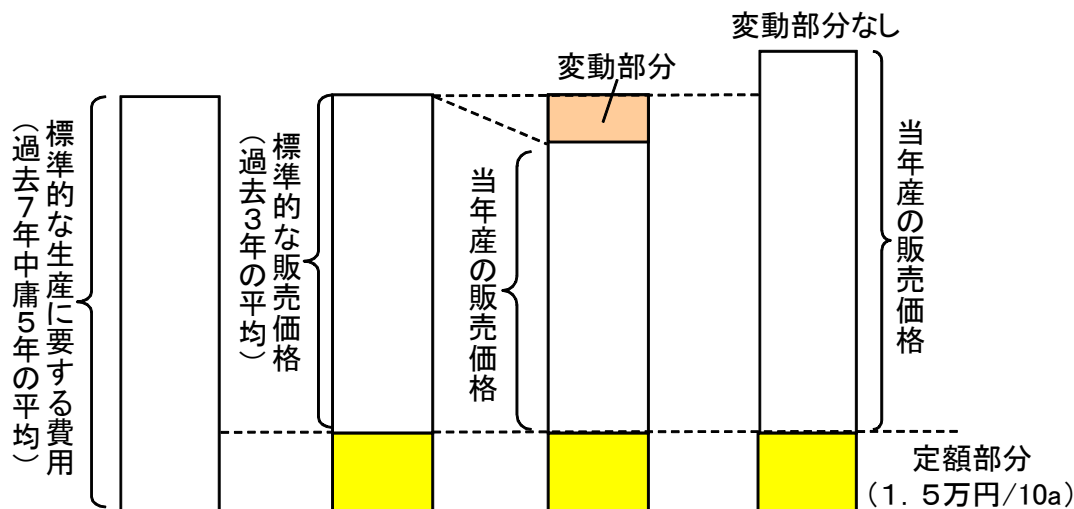 変動部分なし
変動部分
標準的な生産に要する費用
（過去７年中庸５年の平均）
標準的な販売価格
（過去３年の平均）
当年産の販売価格
当年産の販売価格
定額部分
（１．５万円/10a）